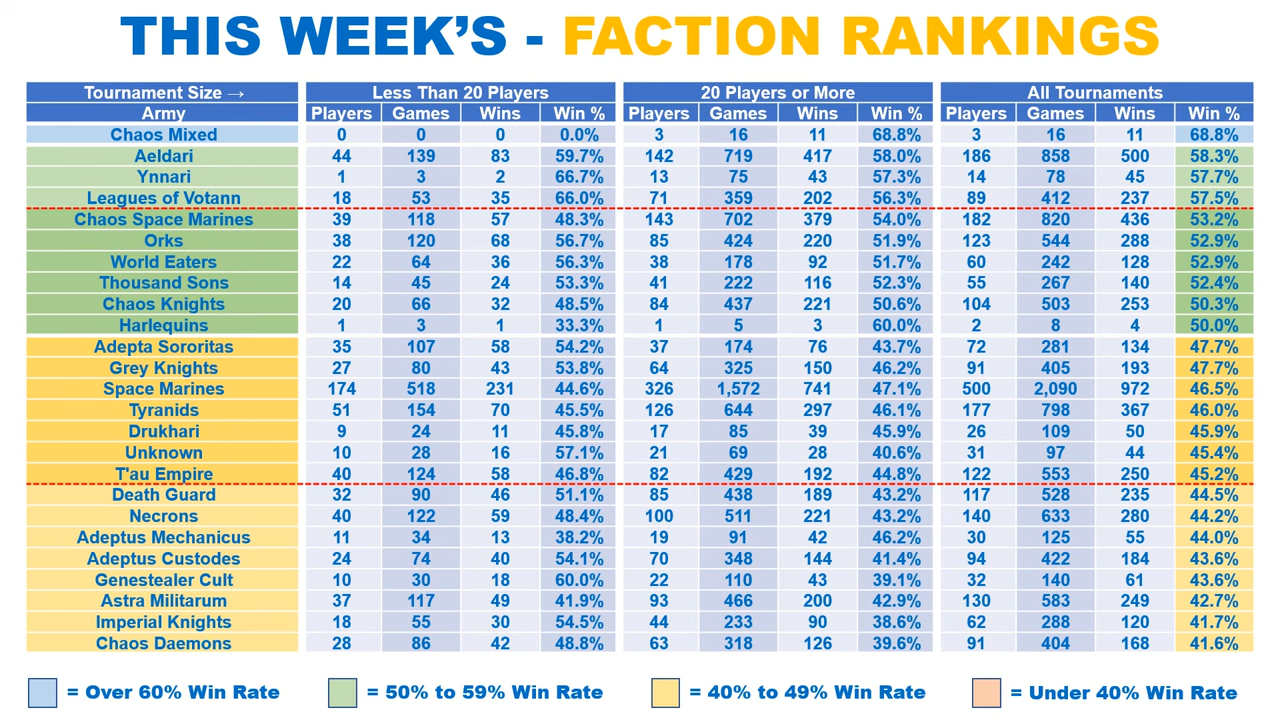 THIS WEEK'S - FACTION RANKINGS
Tournament Size → Less Than 20 Players 20 Players or More All Tournaments
Army Players Games Wins Win % Players Games Wins Win % Players Games Wins Win %
Chaos Mixed 0 0 0 0.0% 3 16 11 68.8% 3 16 11 68.8%
Aeldari 44 139 83 59.7% 142 719 417 58.0% 186 858 500 58.3%
Ynnari 1 3 2 66.7% 13 75 43 57.3% 14 78 45 57.7%
Leagues of Votann 18 53 35 66.0% 71 359 202 56.3% 89 412 237 57.5%
Chaos Space Marines 39 118 57 48.3% 143 702 379 54.0% 182 820 436 53.2%
Orks 38 120 68 56.7% 85 424 220 51.9% 123 544 288 52.9%
World Eaters 22 64 36 56.3% 38 178 92 51.7% 60 242 128 52.9%
Thousand Sons 14 45 24 53.3% 41 222 116 52.3% 55 267 140 52.4%
Chaos Knights 20 66 32 48.5% 84 437 221 50.6% 104 503 253 50.3%
Harlequins 1 3 1 33.3% 1 5 3 60.0% 2 8 4 50.0%
Adepta Sororitas 35 107 58 54.2% 37 174 76 43.7% 72 281 134 47.7%
Grey Knights 27 80 43 53.8% 64 325 150 46.2% 91 405 193 47.7%
Space Marines 174 518 231 44.6% 326 1,572 741 47.1% 500 2,090 972 46.5%
Tyranids 51 154 70 45.5% 126 644 297 46.1% 177 798 367 46.0%
Drukhari 9 24 11 45.8% 17 85 39 45.9% 26 109 50 45.9%
Unknown 10 28 16 57.1% 21 69 28 40.6% 31 97 44 45.4%
T'au Empire 40 124 58 46.8% 82 429 192 44.8% 122 553 250 45.2%
Death Guard 32 90 46 51.1% 85 438 189 43.2% 117 528 235 44.5%
Necrons 40 122 59 48.4% 100 511 221 43.2% 140 633 280 44.2%
Adeptus Mechanicus 11 34 13 38.2% 19 91 42 46.2% 30 125 55 44.0%
Adeptus Custodes 24 74 40 54.1% 70 348 144 41.4% 94 422 184 43.6%
Genestealer Cult 10 30 18 60.0% 22 110 43 39.1% 32 140 61 43.6%
Astra Militarum 37 117 49 41.9% 93 466 200 42.9% 130 583 249 42.7%
Imperial Knights 18 55 30 54.5% 44 233 90 38.6% 62 288 120 41.7%
Chaos Daemons 28 86 42 48.8% 63 318 126 39.6% 91 404 168 41.6%
= Over 60% Win Rate = 50% to 59% Win Rate = 40% to 49% Win Rate = Under 40% Win Rate